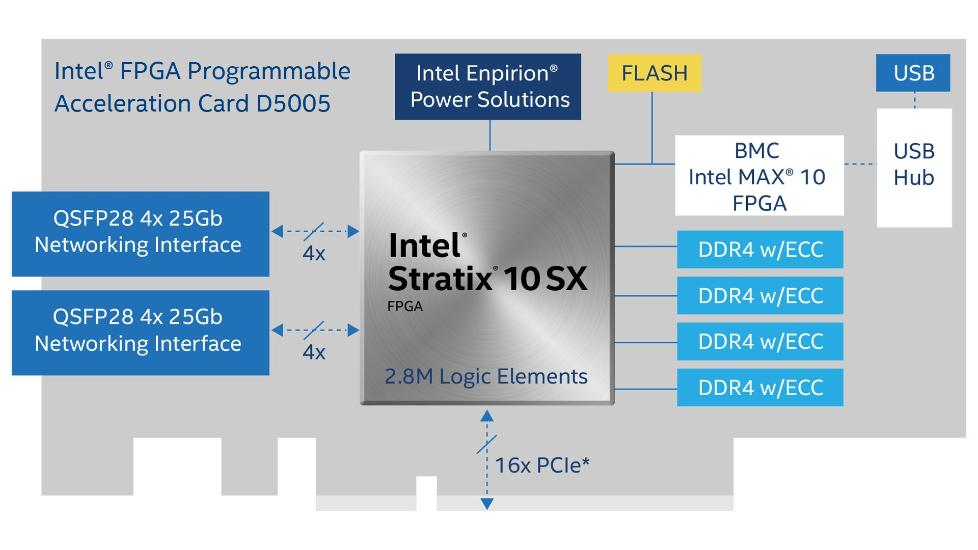 Intel® FPGA Programmable
Acceleration Card D5005
Intel Enpirion®
Power Solutions
FLASH
USB
BMC
Intel MAX® 10
FPGA
USB
Hub
QSFP28 4x 25Gb
Networking Interface
4x
QSFP28 4x 25Gb
Networking Interface
4x
Intel®
Stratix® 10 SX
FPGA
2.8M Logic Elements
DDR4 w/ECC
DDR4 w/ECC
DDR4 w/ECC
DDR4 w/ECC
16x PCIe*